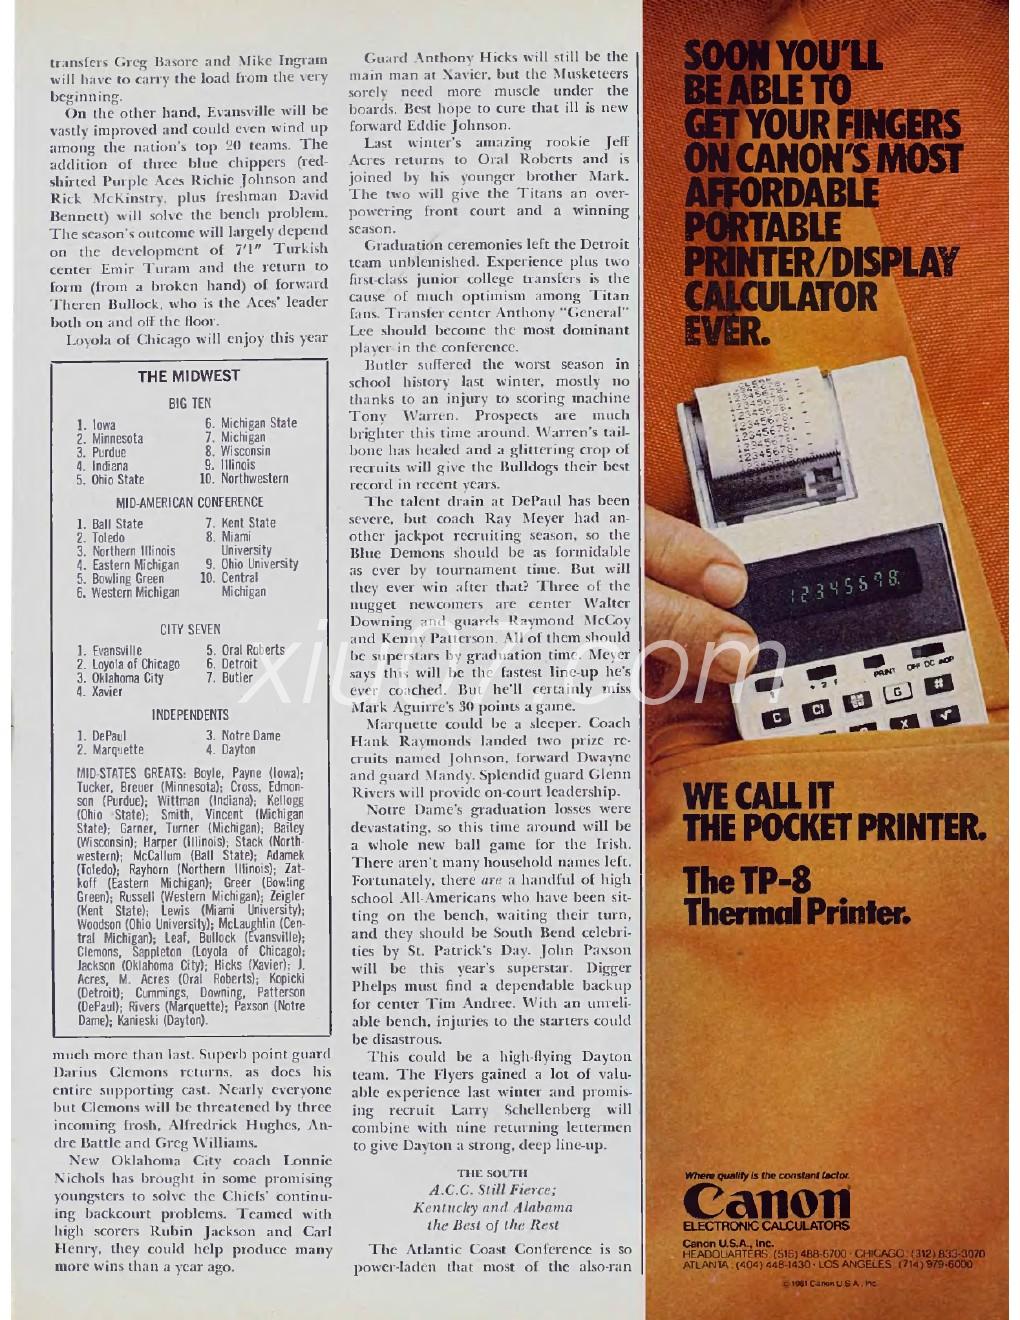 transfers Greg Basore and Mike Ingram
will have to carry the load from the very
beginning.
On the other hand, Evansville will be
vastly improved and could even wind up
among the nation's top 20 teams. The
addition of three blue chippers (red-
shirted Purple Aces Richie Johnson and
Rick McKinstry, plus freshman David
Bennett) will solve the bench problem.
The season's outcome will largely depend
on the development of 7'1" Turkish
center Emir Turam and the return to
form (from a broken hand) of forward
Theren Bullock, who is the Aces' leader
both on and off the floor.
Loyola of Chicago will enjoy this year
THE MIDWEST
BIG TEN
1. Iowa
2. Minnesota
3. Purdue
4. Indiana
5. Ohio State
6. Michigan State
7. Michigan
8. Wisconsin
9. Illinois
10. Northwestern
MID-AMERICAN CONFERENCE
1. Ball State
2. Toledo
3. Northern Illinois
4. Eastern Michigan
5. Bowling Green
6. Western Michigan
7. Kent State
8. Miami
University
9. Ohio University
10. Central
Michigan
CITY SEVEN
1. Evansville
2. Loyola of Chicago
3. Oklahoma City
4. Xavier
5. Oral Roberts
6. Detroit
7. Butler
INDEPENDENTS
1. DePaul
2. Marquette
3. Notre Dame
4. Dayton
MID-STATES GREATS: Boyle, Payne (Iowa);
Tucker, Breuer (Minnesota); Cross, Edmon-
son (Purdue); Wittman (Indiana); Kellogg
(Ohio State); Smith, Vincent (Michigan
State); Garner, Turner (Michigan); Bailey
(Wisconsin); Harper (Illinois); Stack (North-
western); McCallum (Ball State); Adamek
(Toledo); Rayhorn (Northern Illinois); Zat-
koff (Eastern Michigan); Greer (Bowling
Green); Russell (Western Michigan); Zeigler
(Kent State); Lewis (Miami University);
Woodson (Ohio University); McLaughlin (Cen-
tral Michigan); Leaf, Bullock (Evansville);
Clemons, Sappleton (Loyola of Chicago);
Jackson (Oklahoma City); Hicks (Xavier); J.
Acres, M. Acres (Oral Roberts); Kopicki
(Detroit); Cummings, Downing, Patterson
(DePaul); Rivers (Marquette); Paxson (Notre
Dame); Kanieski (Dayton).
much more than last. Superb point guard
Darius Clemons returns, as does his
entire supporting cast. Nearly everyone
but Clemons will be threatened by three
incoming frosh, Alfredrick Hughes, An-
dre Battle and Greg Williams.
New Oklahoma City coach Lonnie
Nichols has brought in some promising
youngsters to solve the Chiefs' continu-
ing backcourt problems. Teamed with
high scorers Rubin Jackson and Carl
Henry, they could help produce many
more wins than a year ago.
Guard Anthony Hicks will still be the
main man at Xavier, but the Musketeers
sorely need more muscle under the
boards. Best hope to cure that ill is new
forward Eddie Johnson.
Last winter's amazing rookie Jeff
Acres returns to Oral Roberts and is
joined by his younger brother Mark.
The two will give the Titans an over-
powering front court and a winning
season.
Graduation ceremonies left the Detroit
team unblemished. Experience plus two
first-class junior college transfers is the
cause of much optimism among Titan
fans. Transfer center Anthony "General"
Lee should become the most dominant
player in the conference.
Butler suffered the worst season in
school history last winter, mostly no
thanks to an injury to scoring machine
Tony Warren. Prospects are much
brighter this time around. Warren's tail-
bone has healed and a glittering crop of
recruits will give the Bulldogs their best
record in recent years.
The talent drain at DePaul has been
severe, but coach Ray Meyer had an-
other jackpot recruiting season, so the
Blue Demons should be as formidable
as ever by tournament time. But will
they ever win after that? Three of the
nugget newcomers are center Walter
Downing and guards Raymond McCoy
and Kenny Patterson. All of them should
be superstars by graduation time. Meyer
says this will be the fastest line-up he's
ever coached. But he'll certainly miss
Mark Aguirre's 30 points a game.
Marquette could be a sleeper. Coach
Hank Raymonds landed two prize re-
cruits named Johnson, forward Dwayne
and guard Mandy. Splendid guard Glenn
Rivers will provide on-court leadership.
Notre Dame's graduation losses were
devastating, so this time around will be
a whole new ball game for the Irish.
There aren't many household names left.
Fortunately, there are a handful of high
school All-Americans who have been sit-
ting on the bench, waiting their turn,
and they should be South Bend celebri-
ties by St. Patrick's Day. John Paxson
will be this year's superstar. Digger
Phelps must find a dependable backup
for center Tim Andree. With an unreli-
able bench, injuries to the starters could
be disastrous.
This could be a high-flying Dayton
team. The Flyers gained a lot of valu-
able experience last winter and promis-
ing recruit Larry Schellenberg will
combine with nine returning lettermen
to give Dayton a strong, deep line-up.
THE SOUTH
A.C.C. Still Fierce;
Kentucky and Alabama
the Best of the Rest
The Atlantic Coast Conference is so
power-laden that most of the also-ran
SOON YOU'LL
BE ABLE TO
GET YOUR FINGERS
ON CANON'S MOST
AFFORDABLE
PORTABLE
PRINTER/DISPLAY
CALCULATOR
EVER.
12345678.
PRINT OFF DC
C CI G #
X √
WE CALL IT
THE POCKET PRINTER.
The TP-8
Thermal Printer.
Where quality is the constant factor.
Canon
ELECTRONIC CALCULATORS
Canon U.S.A., Inc.
HEADQUARTERS: (516) 488-6700 · CHICAGO: (312) 833-3070
ATLANTA: (404) 448-1430 · LOS ANGELES: (714) 979-6000
© 1981 Canon U.S.A., Inc.
xiu07.com